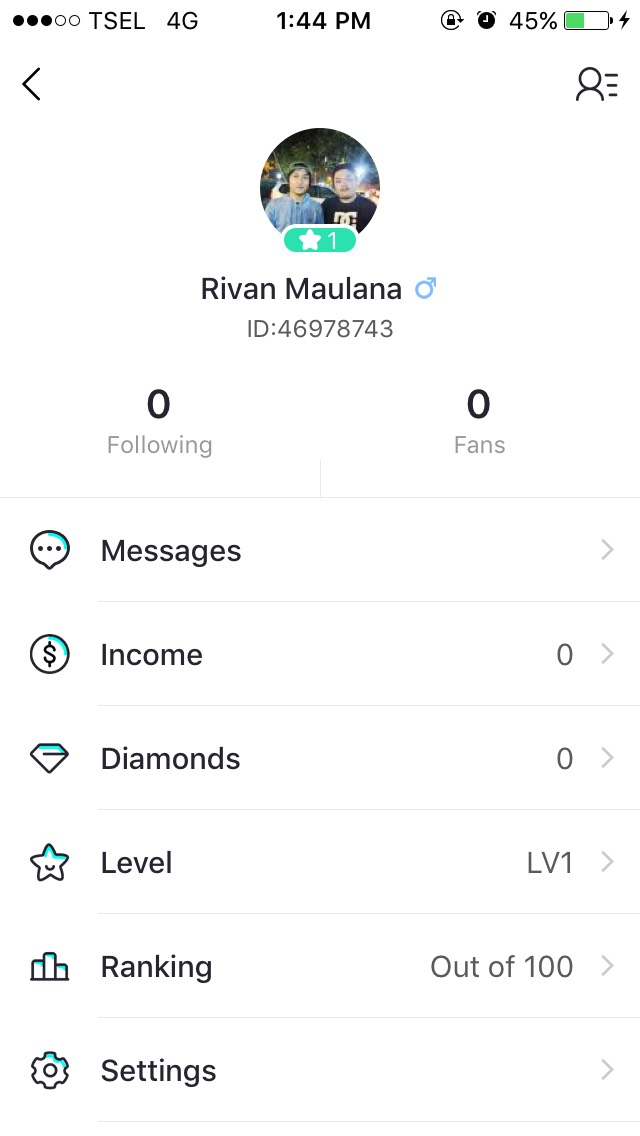 TSEL 4G 1:44 PM 45%
1
Rivan Maulana
ID:46978743
0 0
Following Fans
Messages
Income 0
Diamonds 0
Level LV1
Ranking Out of 100
Settings